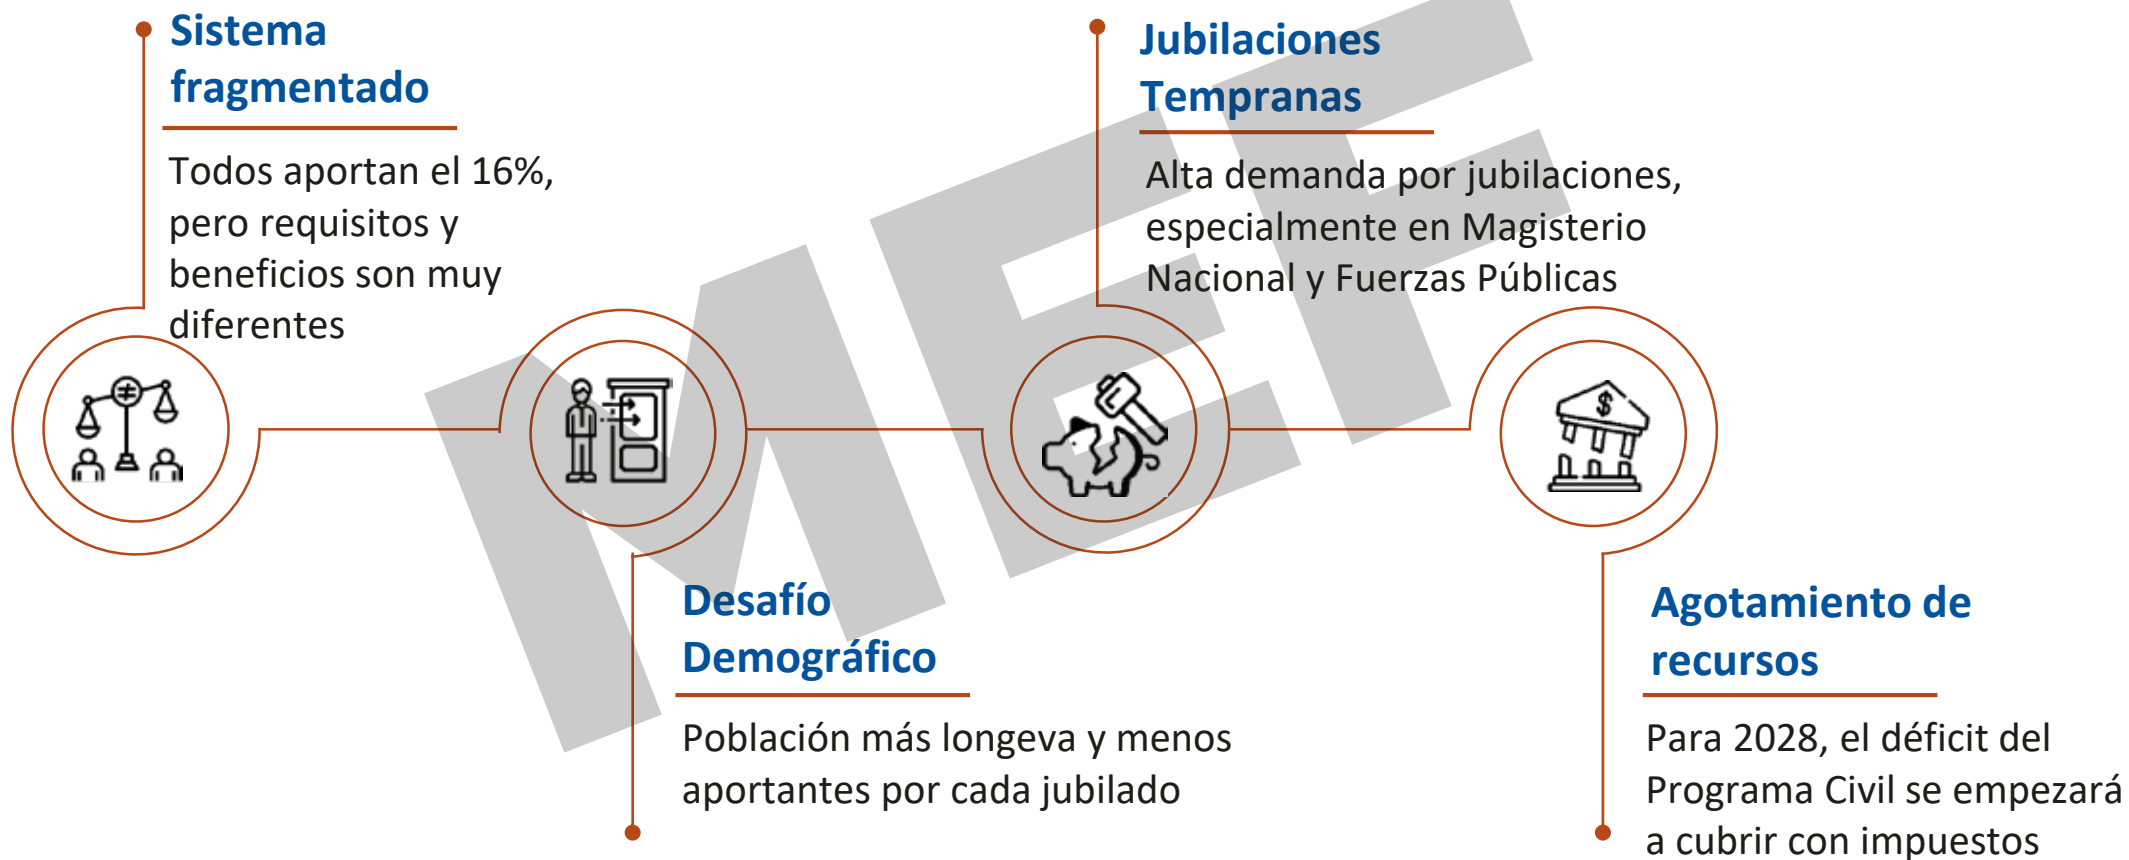 Sistema
fragmentado
Todos aportan el 16%,
pero requisitos y
beneficios son muy
diferentes
Desafío
Demográfico
Población más longeva y menos
aportantes por cada jubilado
Jubilaciones
Tempranas
Alta demanda por jubilaciones,
especialmente en Magisterio
Nacional y Fuerzas Públicas
Agotamiento de
recursos
Para 2028, el déficit del
Programa Civil se empezará
a cubrir con impuestos
MEF
≠
$